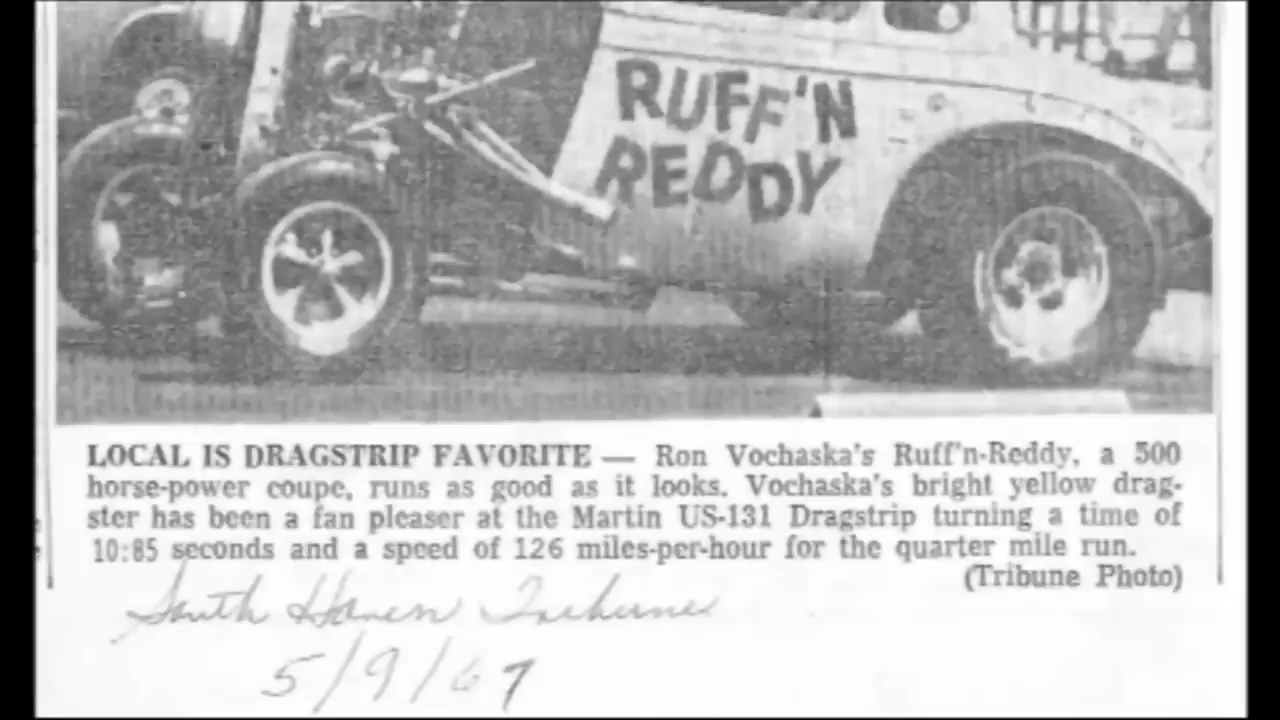 RUFF'N
REDDY
LOCAL IS DRAGSTRIP FAVORITE — Ron Vochaska's Ruff'n-Reddy, a 500
horse-power coupe, runs as good as it looks. Vochaska's bright yellow drag-
ster has been a fan pleaser at the Martin US-131 Dragstrip turning a time of
10:85 seconds and a speed of 126 miles-per-hour for the quarter mile run.
(Tribune Photo)
South Haven Tribune
5/9/67